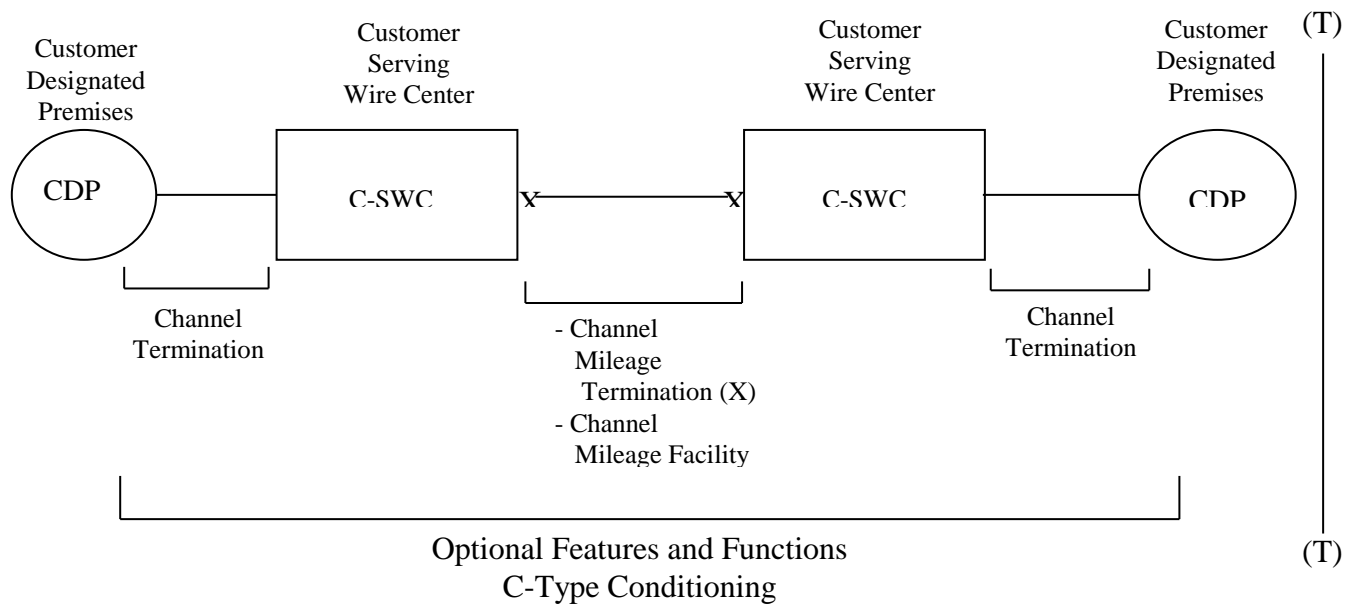 Customer
Designated
Premises
Customer
Serving
Wire Center
Customer
Serving
Wire Center
Customer
Designated
Premises
(T)
CDP
C-SWC
X
X
C-SWC
CDP
Channel
Termination
- Channel
Mileage
Termination (X)
- Channel
Mileage Facility
Channel
Termination
Optional Features and Functions
C-Type Conditioning
(T)